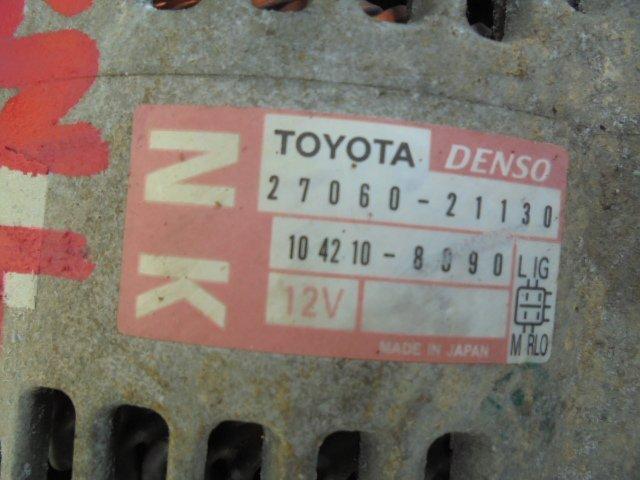 NK
TOYOTA DENSO
27060-21130
104210-8090
12V
L IG
M RLO
MADE IN JAPAN